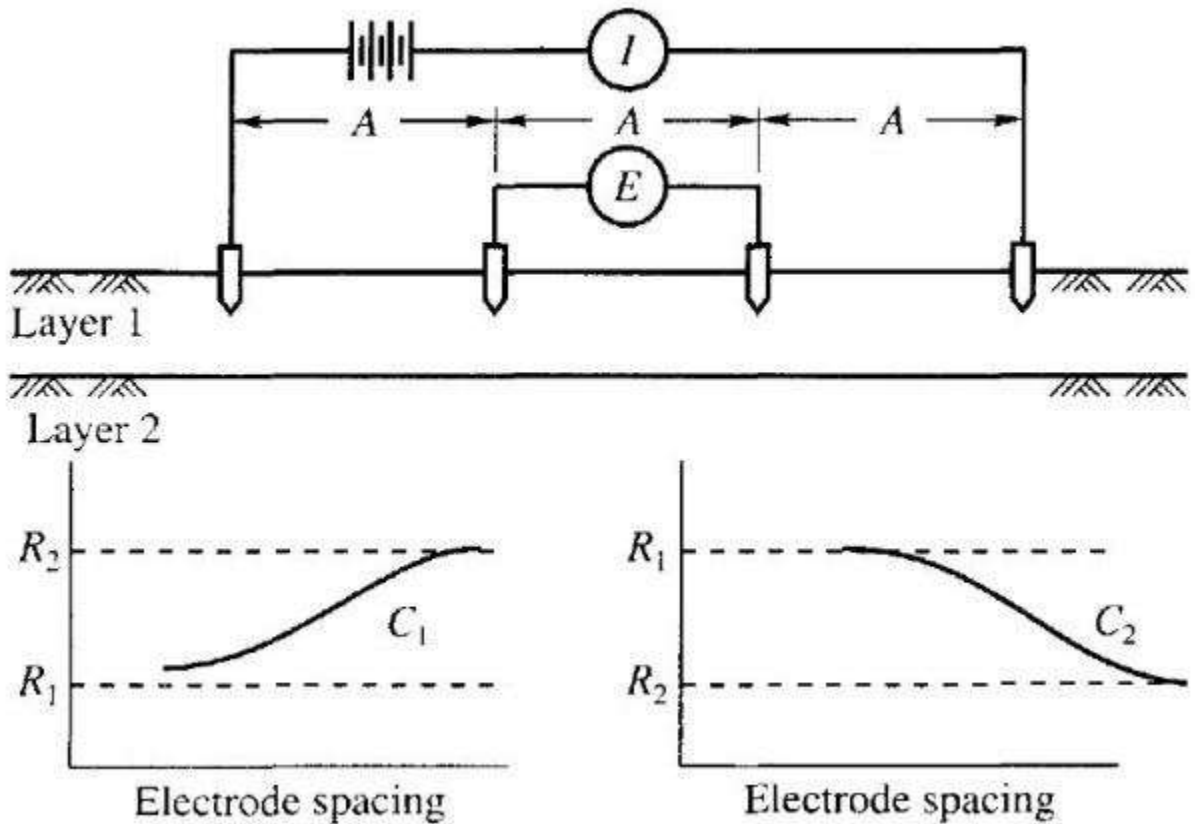 I
A A A
E
Layer 1
Layer 2
R₂
C₁
R₁
Electrode spacing
R₁
C₂
R₂
Electrode spacing